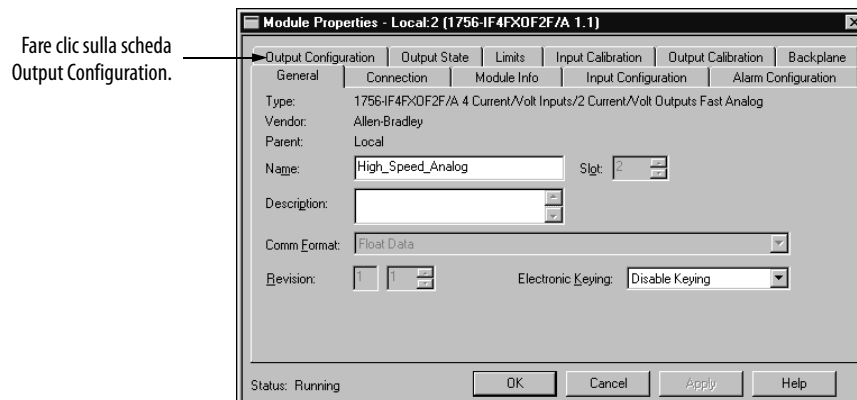 Fare clic sulla scheda
Output Configuration.
Module Properties - Local:2 (1756-IF4FXOF2F/A 1.1)
Output Configuration Output State Limits Input Calibration Output Calibration Backplane
General Connection Module Info Input Configuration Alarm Configuration
Type: 1756-IF4FXOF2F/A 4 Current/Volt Inputs/2 Current/Volt Outputs Fast Analog
Vendor: Allen-Bradley
Parent: Local
Name: High_Speed_Analog Slot: 2
Description:
Comm Format: Float Data
Revision: 1 1 Electronic Keying: Disable Keying
Status: Running OK Cancel Apply Help